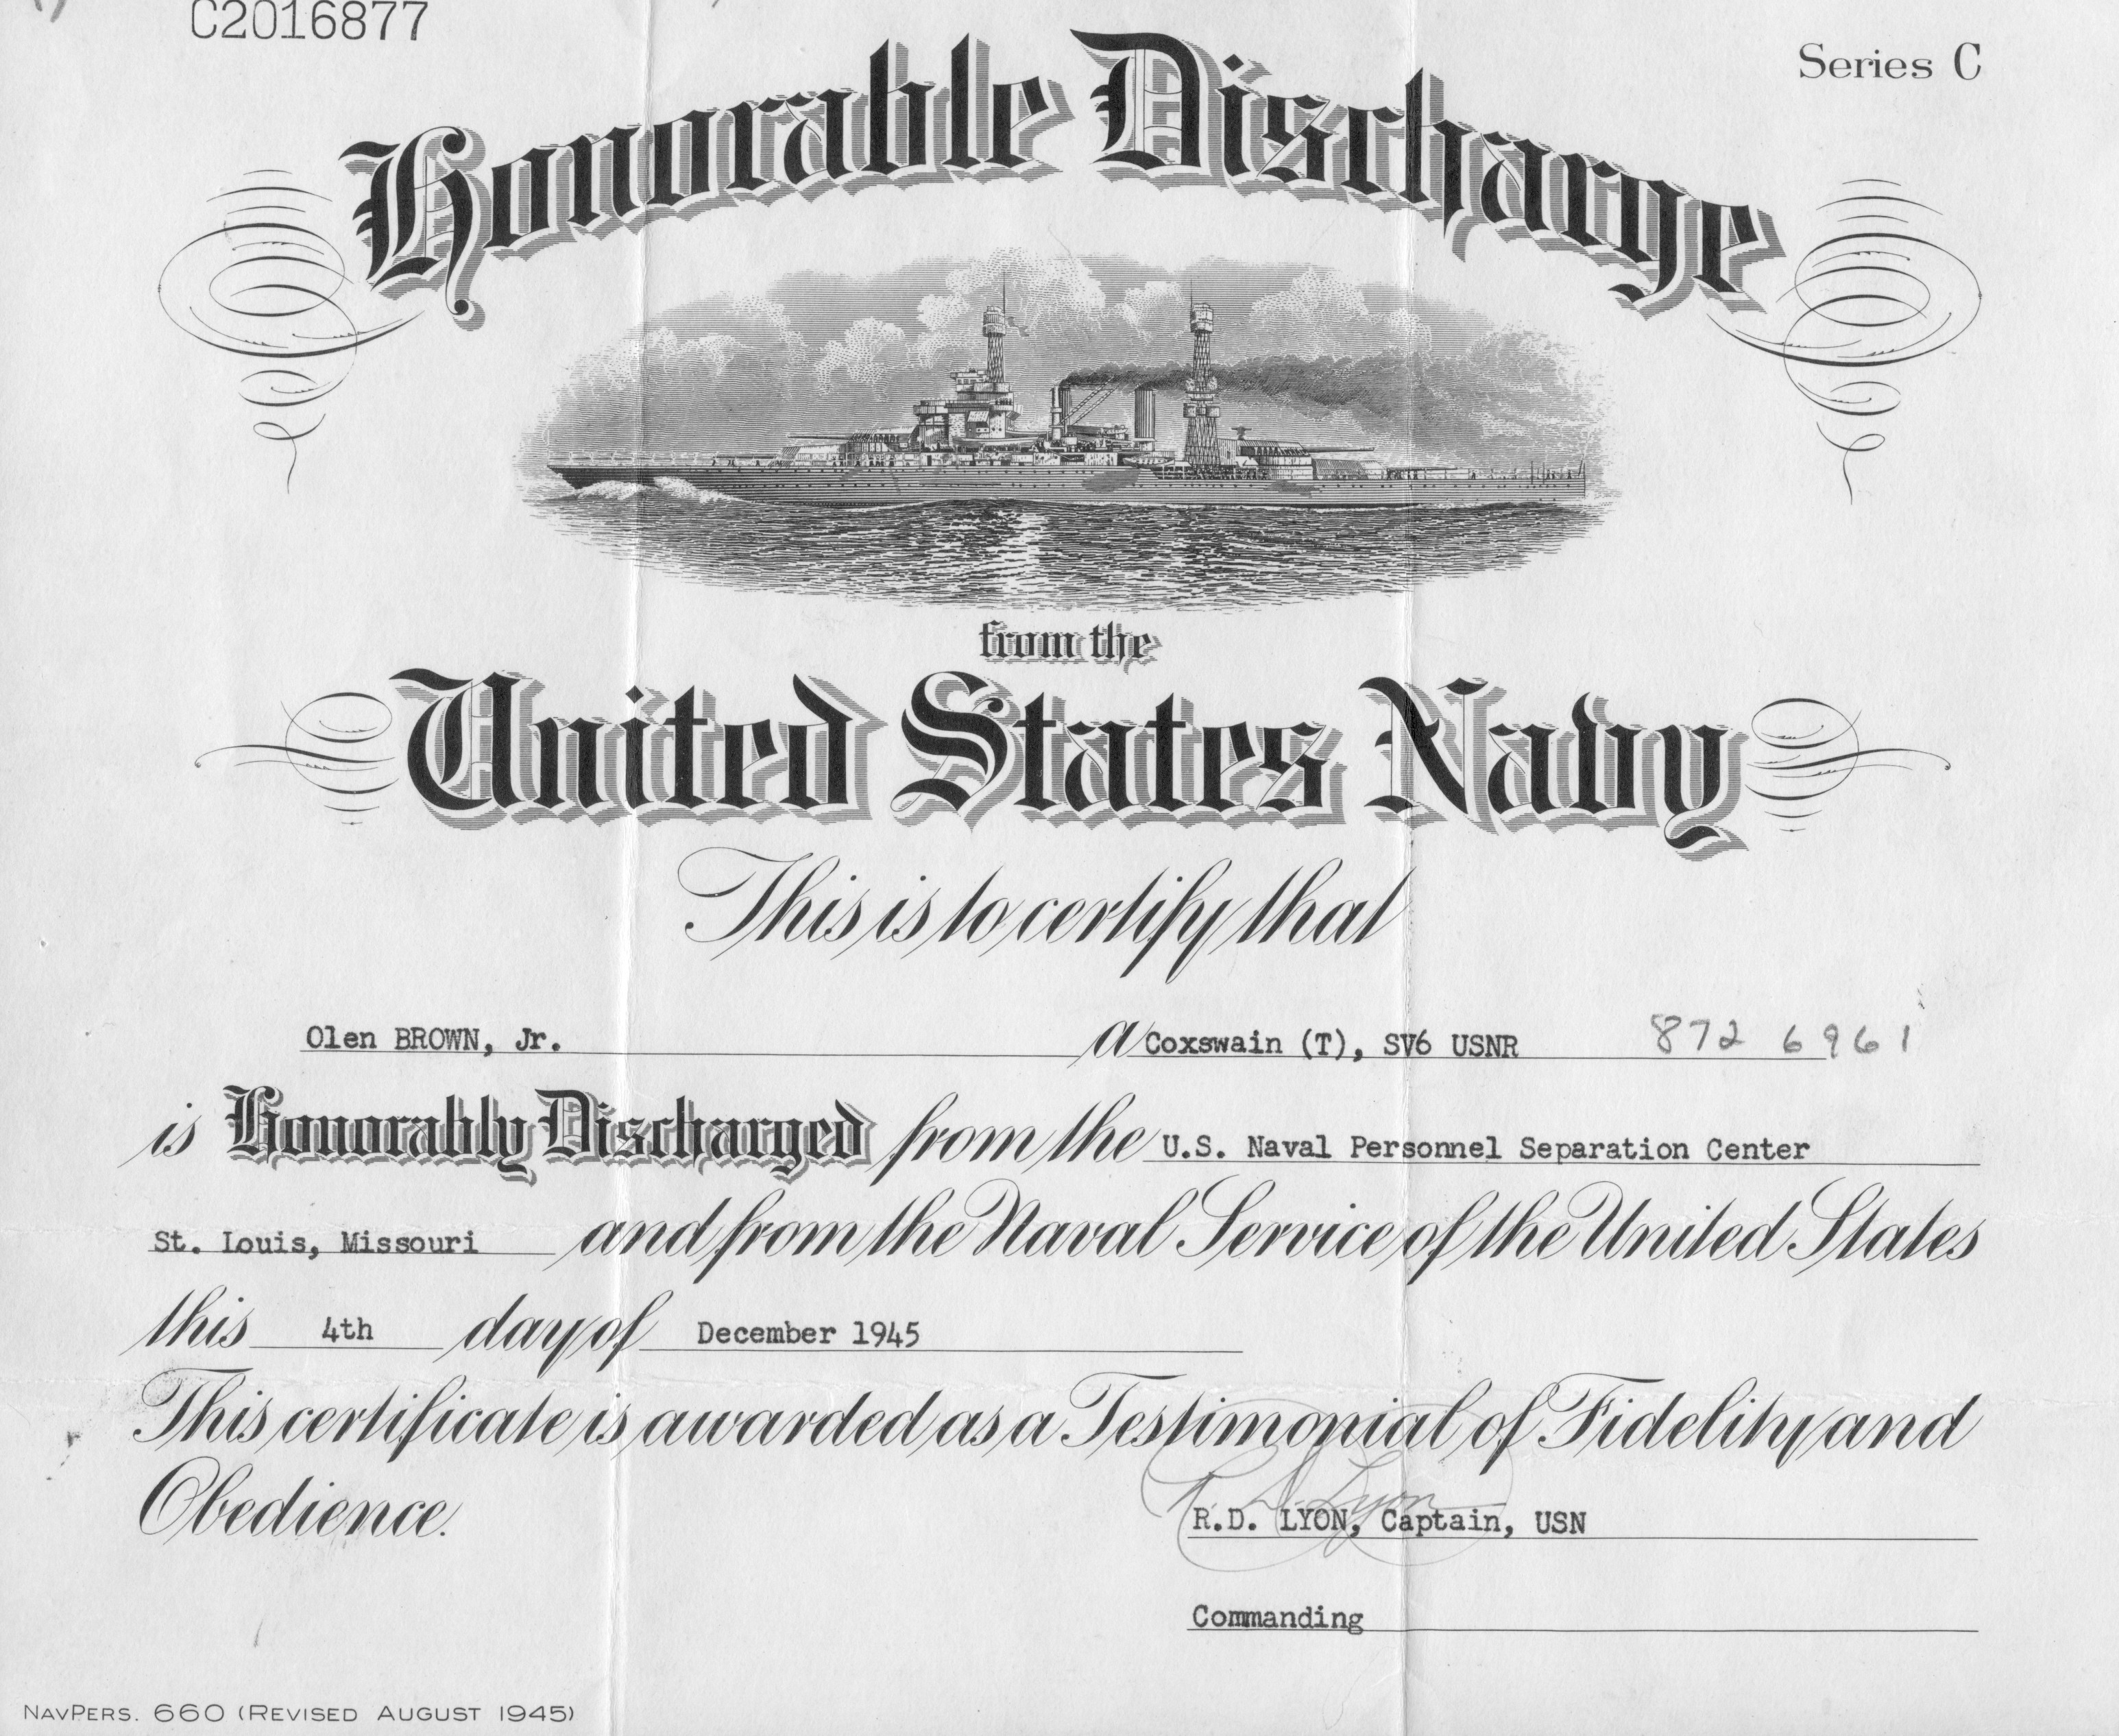 C2016877
Series C
Honorable Discharge
from the
United States Navy
This is to certify that
Olen BROWN, Jr. a Coxswain (T), SV6 USNR 872 6961
is Honorably Discharged from the U.S. Naval Personnel Separation Center
St. Louis, Missouri and from the Naval Service of the United States
this 4th day of December 1945
This certificate is awarded as a Testimonial of Fidelity and
Obedience.
R. D. Lyon
R.D. LYON, Captain, USN
Commanding
NAVPERS. 660 (REVISED AUGUST 1945)